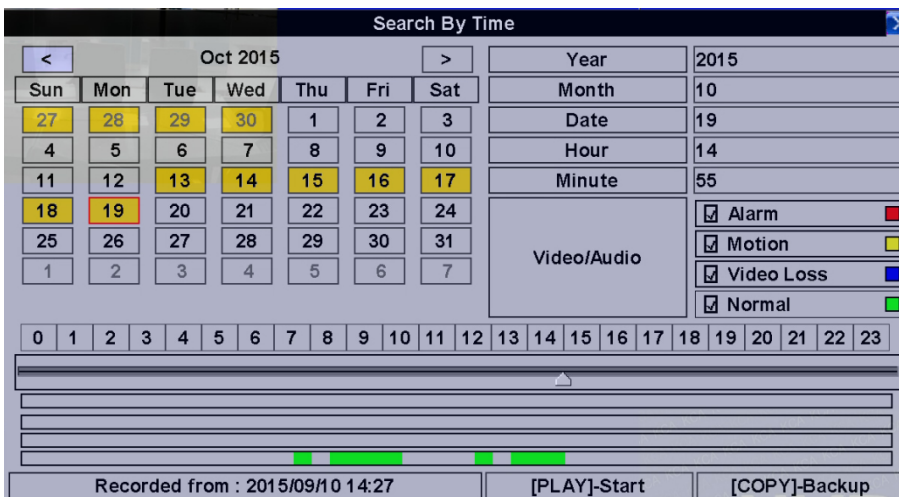 Search By Time
< Oct 2015 > Year 2015
Sun Mon Tue Wed Thu Fri Sat Month 10
27 28 29 30 1 2 3 Date 19
4 5 6 7 8 9 10 Hour 14
11 12 13 14 15 16 17 Minute 55
18 19 20 21 22 23 24 Video/Audio Alarm
25 26 27 28 29 30 31 Motion
1 2 3 4 5 6 7 Video Loss
Normal
0 1 2 3 4 5 6 7 8 9 10 11 12 13 14 15 16 17 18 19 20 21 22 23
Recorded from : 2015/09/10 14:27 [PLAY]-Start [COPY]-Backup